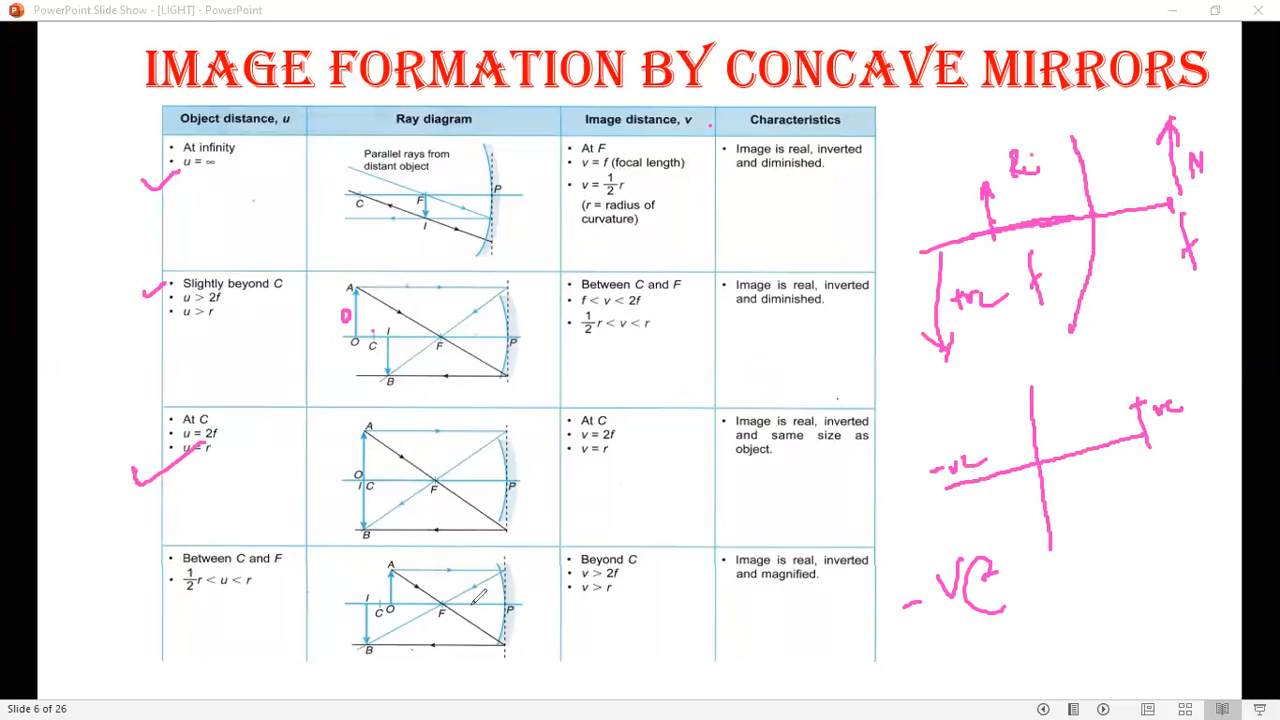 PowerPoint Slide Show - [LIGHT] - PowerPoint
IMAGE FORMATION BY CONCAVE MIRRORS
Object distance, u
Ray diagram
Image distance, v
Characteristics
• At infinity
• u = ∞
Parallel rays from
distant object
C
F
I
P
• At F
• v = f (focal length)
• v = 1/2 r
(r = radius of
curvature)
• Image is real, inverted
and diminished.
• Slightly beyond C
• u > 2f
• u > r
A
O
O
C
I
F
P
B
• Between C and F
• f < v < 2f
• 1/2 r < v < r
• Image is real, inverted
and diminished.
• At C
• u = 2f
• u = r
A
O
I
C
F
P
B
• At C
• v = 2f
• v = r
• Image is real, inverted
and same size as
object.
• Between C and F
• 1/2 r < u < r
A
I
C
O
F
P
B
• Beyond C
• v > 2f
• v > r
• Image is real, inverted
and magnified.
+ve
-ve
+ve
- ve
Slide 6 of 26